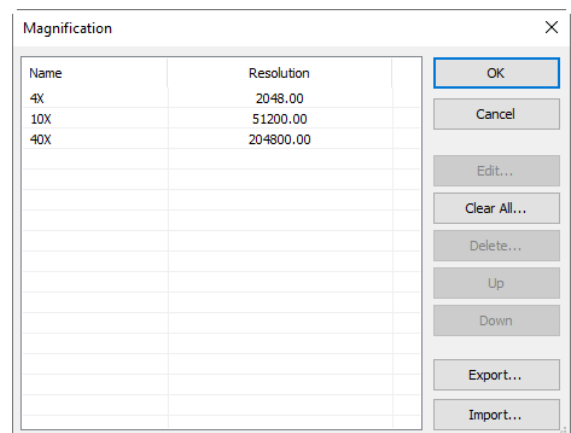 Magnification
Name Resolution
4X 2048.00
10X 51200.00
40X 204800.00
OK
Cancel
Edit...
Clear All...
Delete...
Up
Down
Export...
Import...